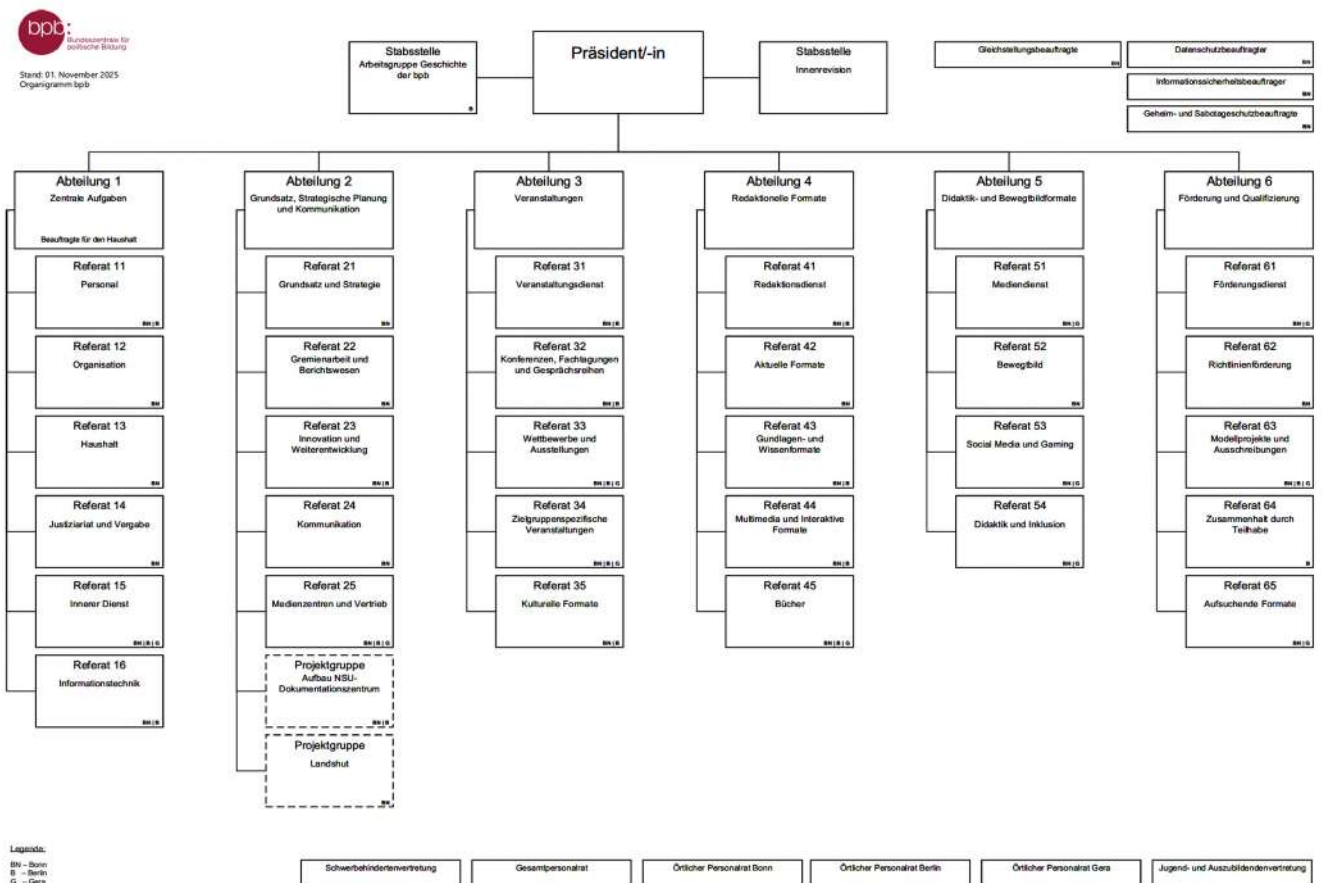 bpb:
Bundeszentrale für
politische Bildung
Stand: 01. November 2025
Organigramm bpb
Stabsstelle
Arbeitsgruppe Geschichte
der bpb
B
Präsident/-in
Stabsstelle
Innenrevision
Gleichstellungsbeauftragte
BN
Datenschutzbeauftragter
BN
Informationssicherheitsbeauftrager
BN
Geheim- und Sabotageschutzbeauftragte
BN
Abteilung 1
Zentrale Aufgaben
Beauftragte für den Haushalt
Referat 11
Personal
BN | B
Referat 12
Organisation
BN
Referat 13
Haushalt
BN
Referat 14
Justiziariat und Vergabe
BN
Referat 15
Innerer Dienst
BN | B | G
Referat 16
Informationstechnik
BN | B
Abteilung 2
Grundsatz, Strategische Planung
und Kommunikation
Referat 21
Grundsatz und Strategie
BN
Referat 22
Gremienarbeit und
Berichtswesen
BN
Referat 23
Innovation und
Weiterentwicklung
BN | B
Referat 24
Kommunikation
BN
Referat 25
Medienzentren und Vertrieb
BN | B | G
Projektgruppe
Aufbau NSU-
Dokumentationszentrum
BN | B
Projektgruppe
Landshut
BN
Abteilung 3
Veranstaltungen
Referat 31
Veranstaltungsdienst
BN | B
Referat 32
Konferenzen, Fachtagungen
und Gesprächsreihen
BN | B
Referat 33
Wettbewerbe und
Ausstellungen
BN | B | G
Referat 34
Zielgruppenspezifische
Veranstaltungen
BN | B | G
Referat 35
Kulturelle Formate
BN | B
Abteilung 4
Redaktionelle Formate
Referat 41
Redaktionsdienst
BN | B
Referat 42
Aktuelle Formate
BN
Referat 43
Gundlagen- und
Wissenformate
BN | B
Referat 44
Multimedia und Interaktive
Formate
BN | B
Referat 45
Bücher
BN | B | G
Abteilung 5
Didaktik- und Bewegtbildformate
Referat 51
Mediendienst
BN | G
Referat 52
Bewegtbild
BN
Referat 53
Social Media und Gaming
BN | G
Referat 54
Didaktik und Inklusion
BN | G
Abteilung 6
Förderung und Qualifizierung
Referat 61
Förderungsdienst
BN | G
Referat 62
Richtlinienförderung
BN
Referat 63
Modellprojekte und
Ausschreibungen
BN | B | G
Referat 64
Zusammenhalt durch
Teilhabe
B
Referat 65
Aufsuchende Formate
BN | G
Legende:
BN – Bonn
B – Berlin
G – Gera
Schwerbehindertenvertretung
Gesamtpersonalrat
Örtlicher Personalrat Bonn
Örtlicher Personalrat Berlin
Örtlicher Personalrat Gera
Jugend- und Auszubildendenvertretung